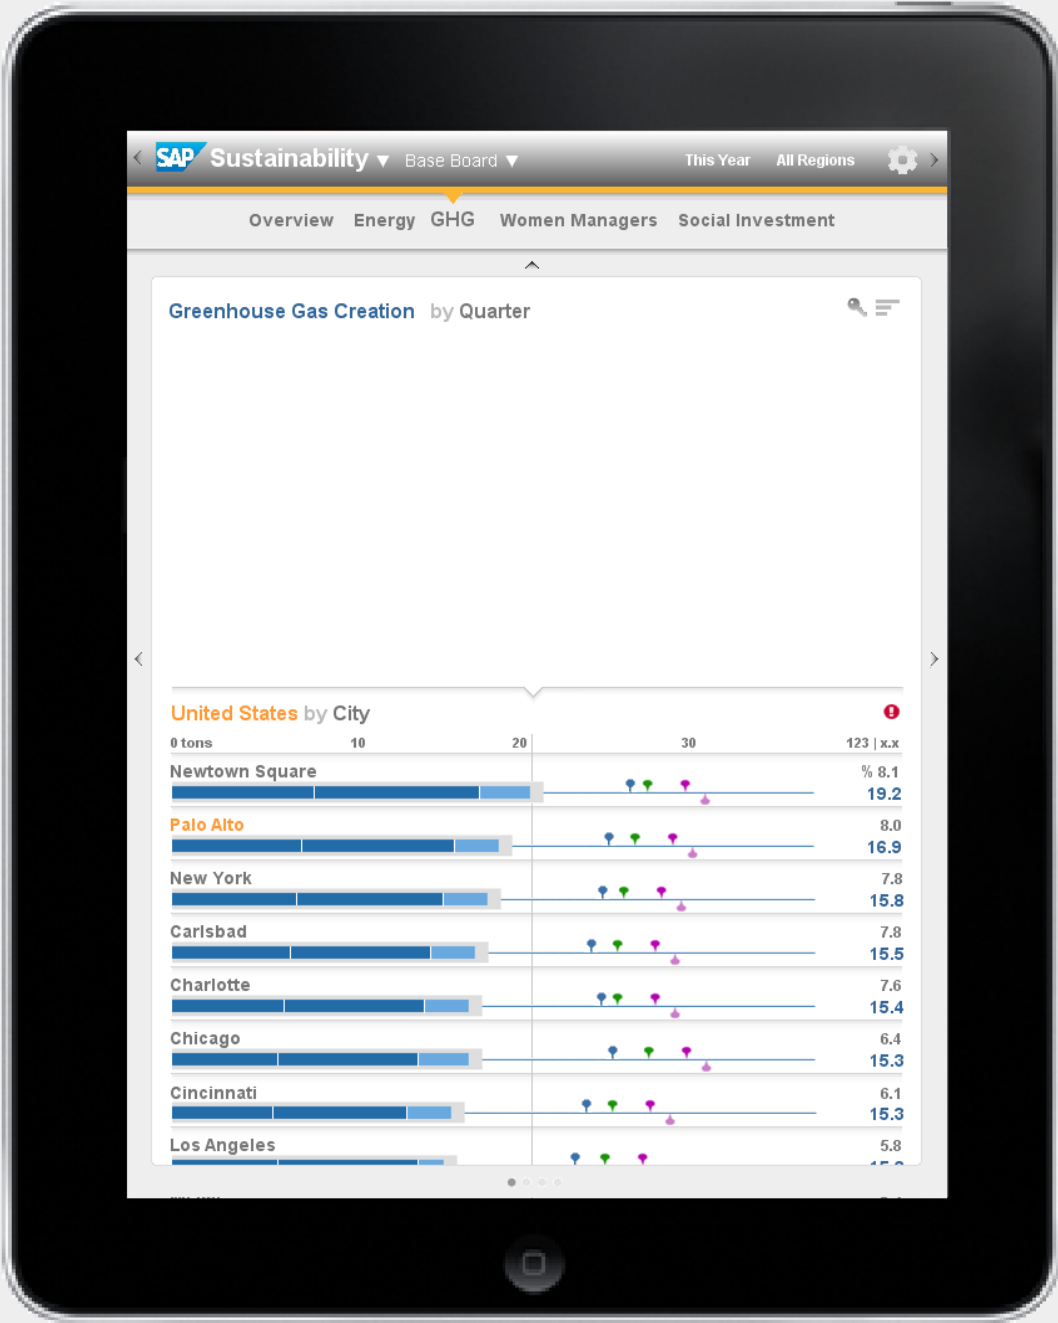 SAP Sustainability ▼ Base Board ▼ This Year All Regions
Overview Energy GHG Women Managers Social Investment
Greenhouse Gas Creation by Quarter
United States by City
0 tons 10 20 30 123 | x.x
Newtown Square % 8.1
19.2
Palo Alto 8.0
16.9
New York 7.8
15.8
Carlsbad 7.8
15.5
Charlotte 7.6
15.4
Chicago 6.4
15.3
Cincinnati 6.1
15.3
Los Angeles 5.8